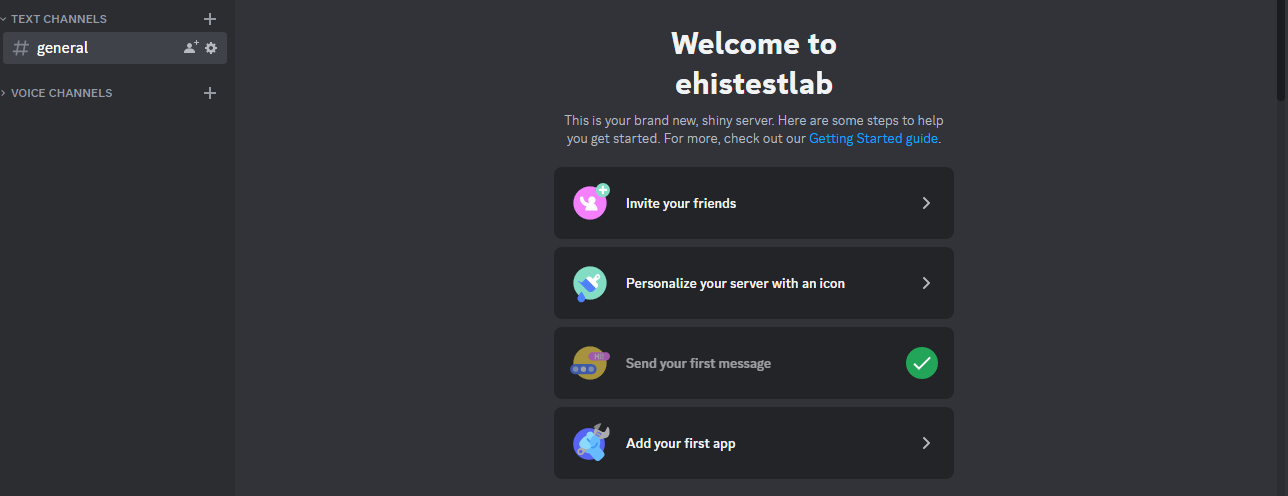 TEXT CHANNELS
general
VOICE CHANNELS
Welcome to
ehistestlab
This is your brand new, shiny server. Here are some steps to help
you get started. For more, check out our Getting Started guide.
Invite your friends
Personalize your server with an icon
Send your first message
Add your first app